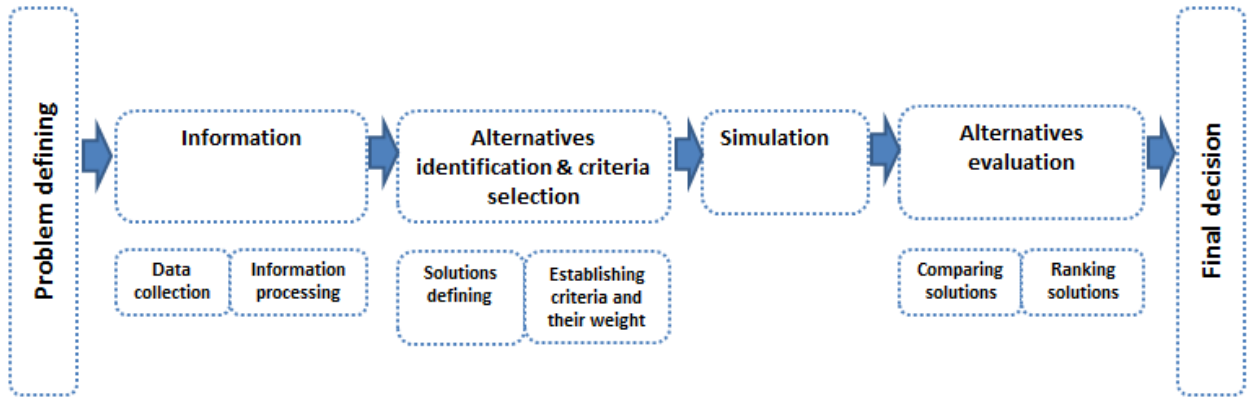 Problem defining
Information
Alternatives
identification & criteria
selection
Simulation
Alternatives
evaluation
Data
collection
Information
processing
Solutions
defining
Establishing
criteria and
their weight
Comparing
solutions
Ranking
solutions
Final decision